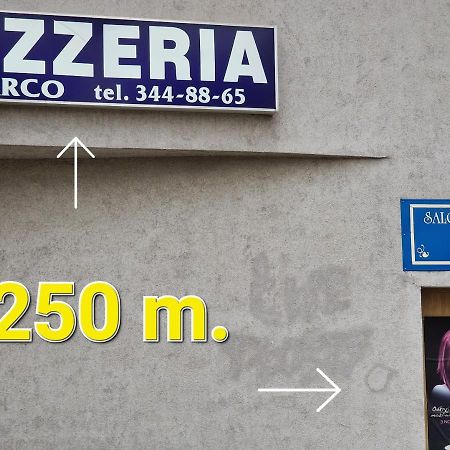 ZZERIA
RCO tel. 344-88-65
SALO
250 m.